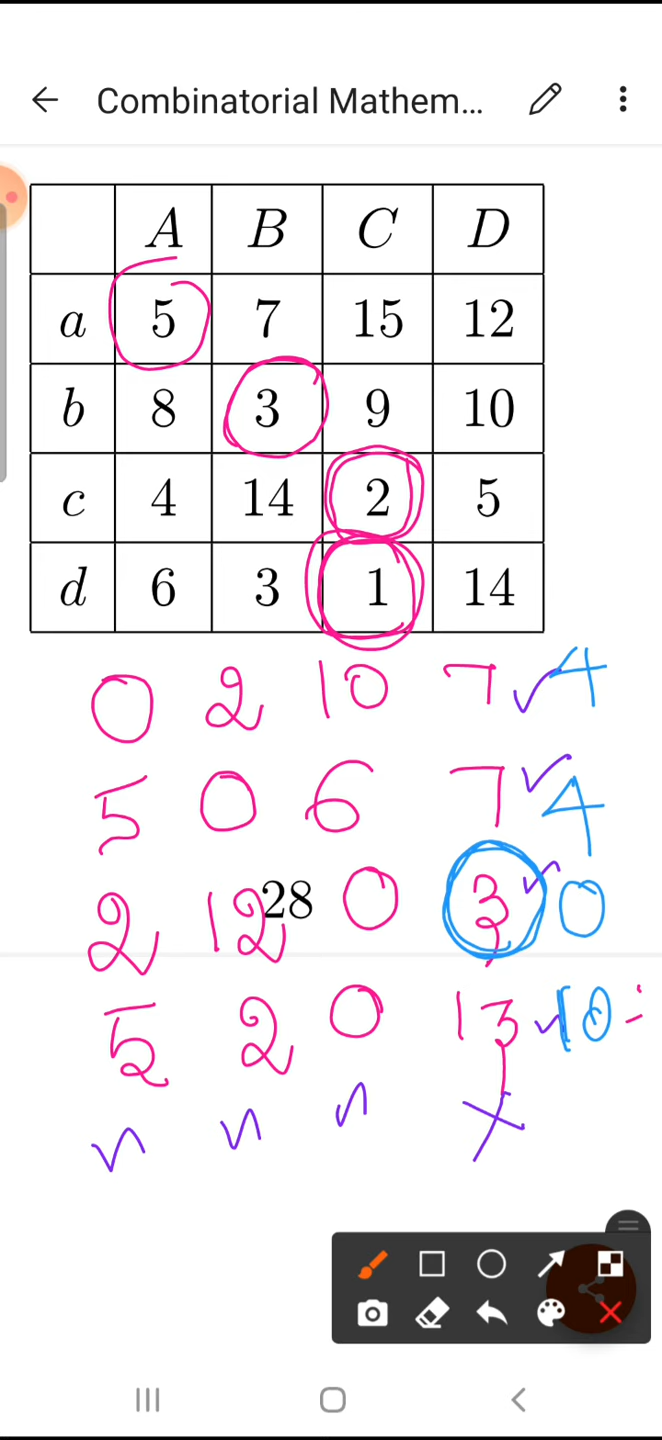 Combinatorial Mathem...
A B C D
a 5 7 15 12
b 8 3 9 10
c 4 14 2 5
d 6 3 1 14
0 2 10 7 4
5 0 6 7 4
2 12 28 0 3 0
5 2 0 13 10